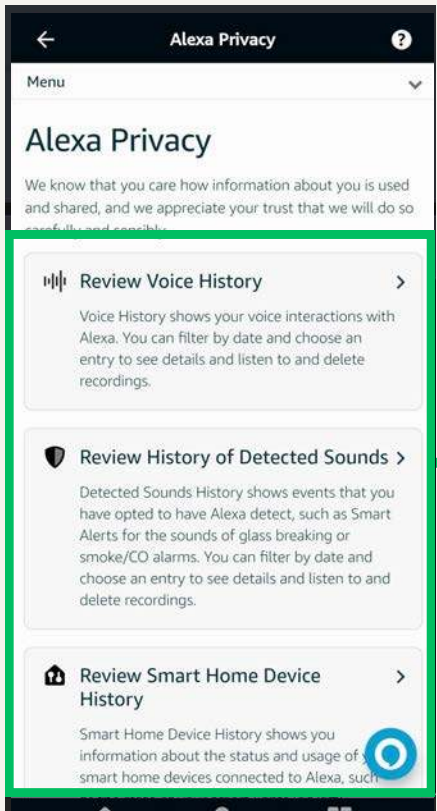 Alexa Privacy
?
Menu
Alexa Privacy
We know that you care how information about you is used
and shared, and we appreciate your trust that we will do so
carefully and sensibly.
Review Voice History
Voice History shows your voice interactions with
Alexa. You can filter by date and choose an
entry to see details and listen to and delete
recordings.
Review History of Detected Sounds
Detected Sounds History shows events that you
have opted to have Alexa detect, such as Smart
Alerts for the sounds of glass breaking or
smoke/CO alarms. You can filter by date and
choose an entry to see details and listen to and
delete recordings.
Review Smart Home Device
History
Smart Home Device History shows you
information about the status and usage of
smart home devices connected to Alexa, such